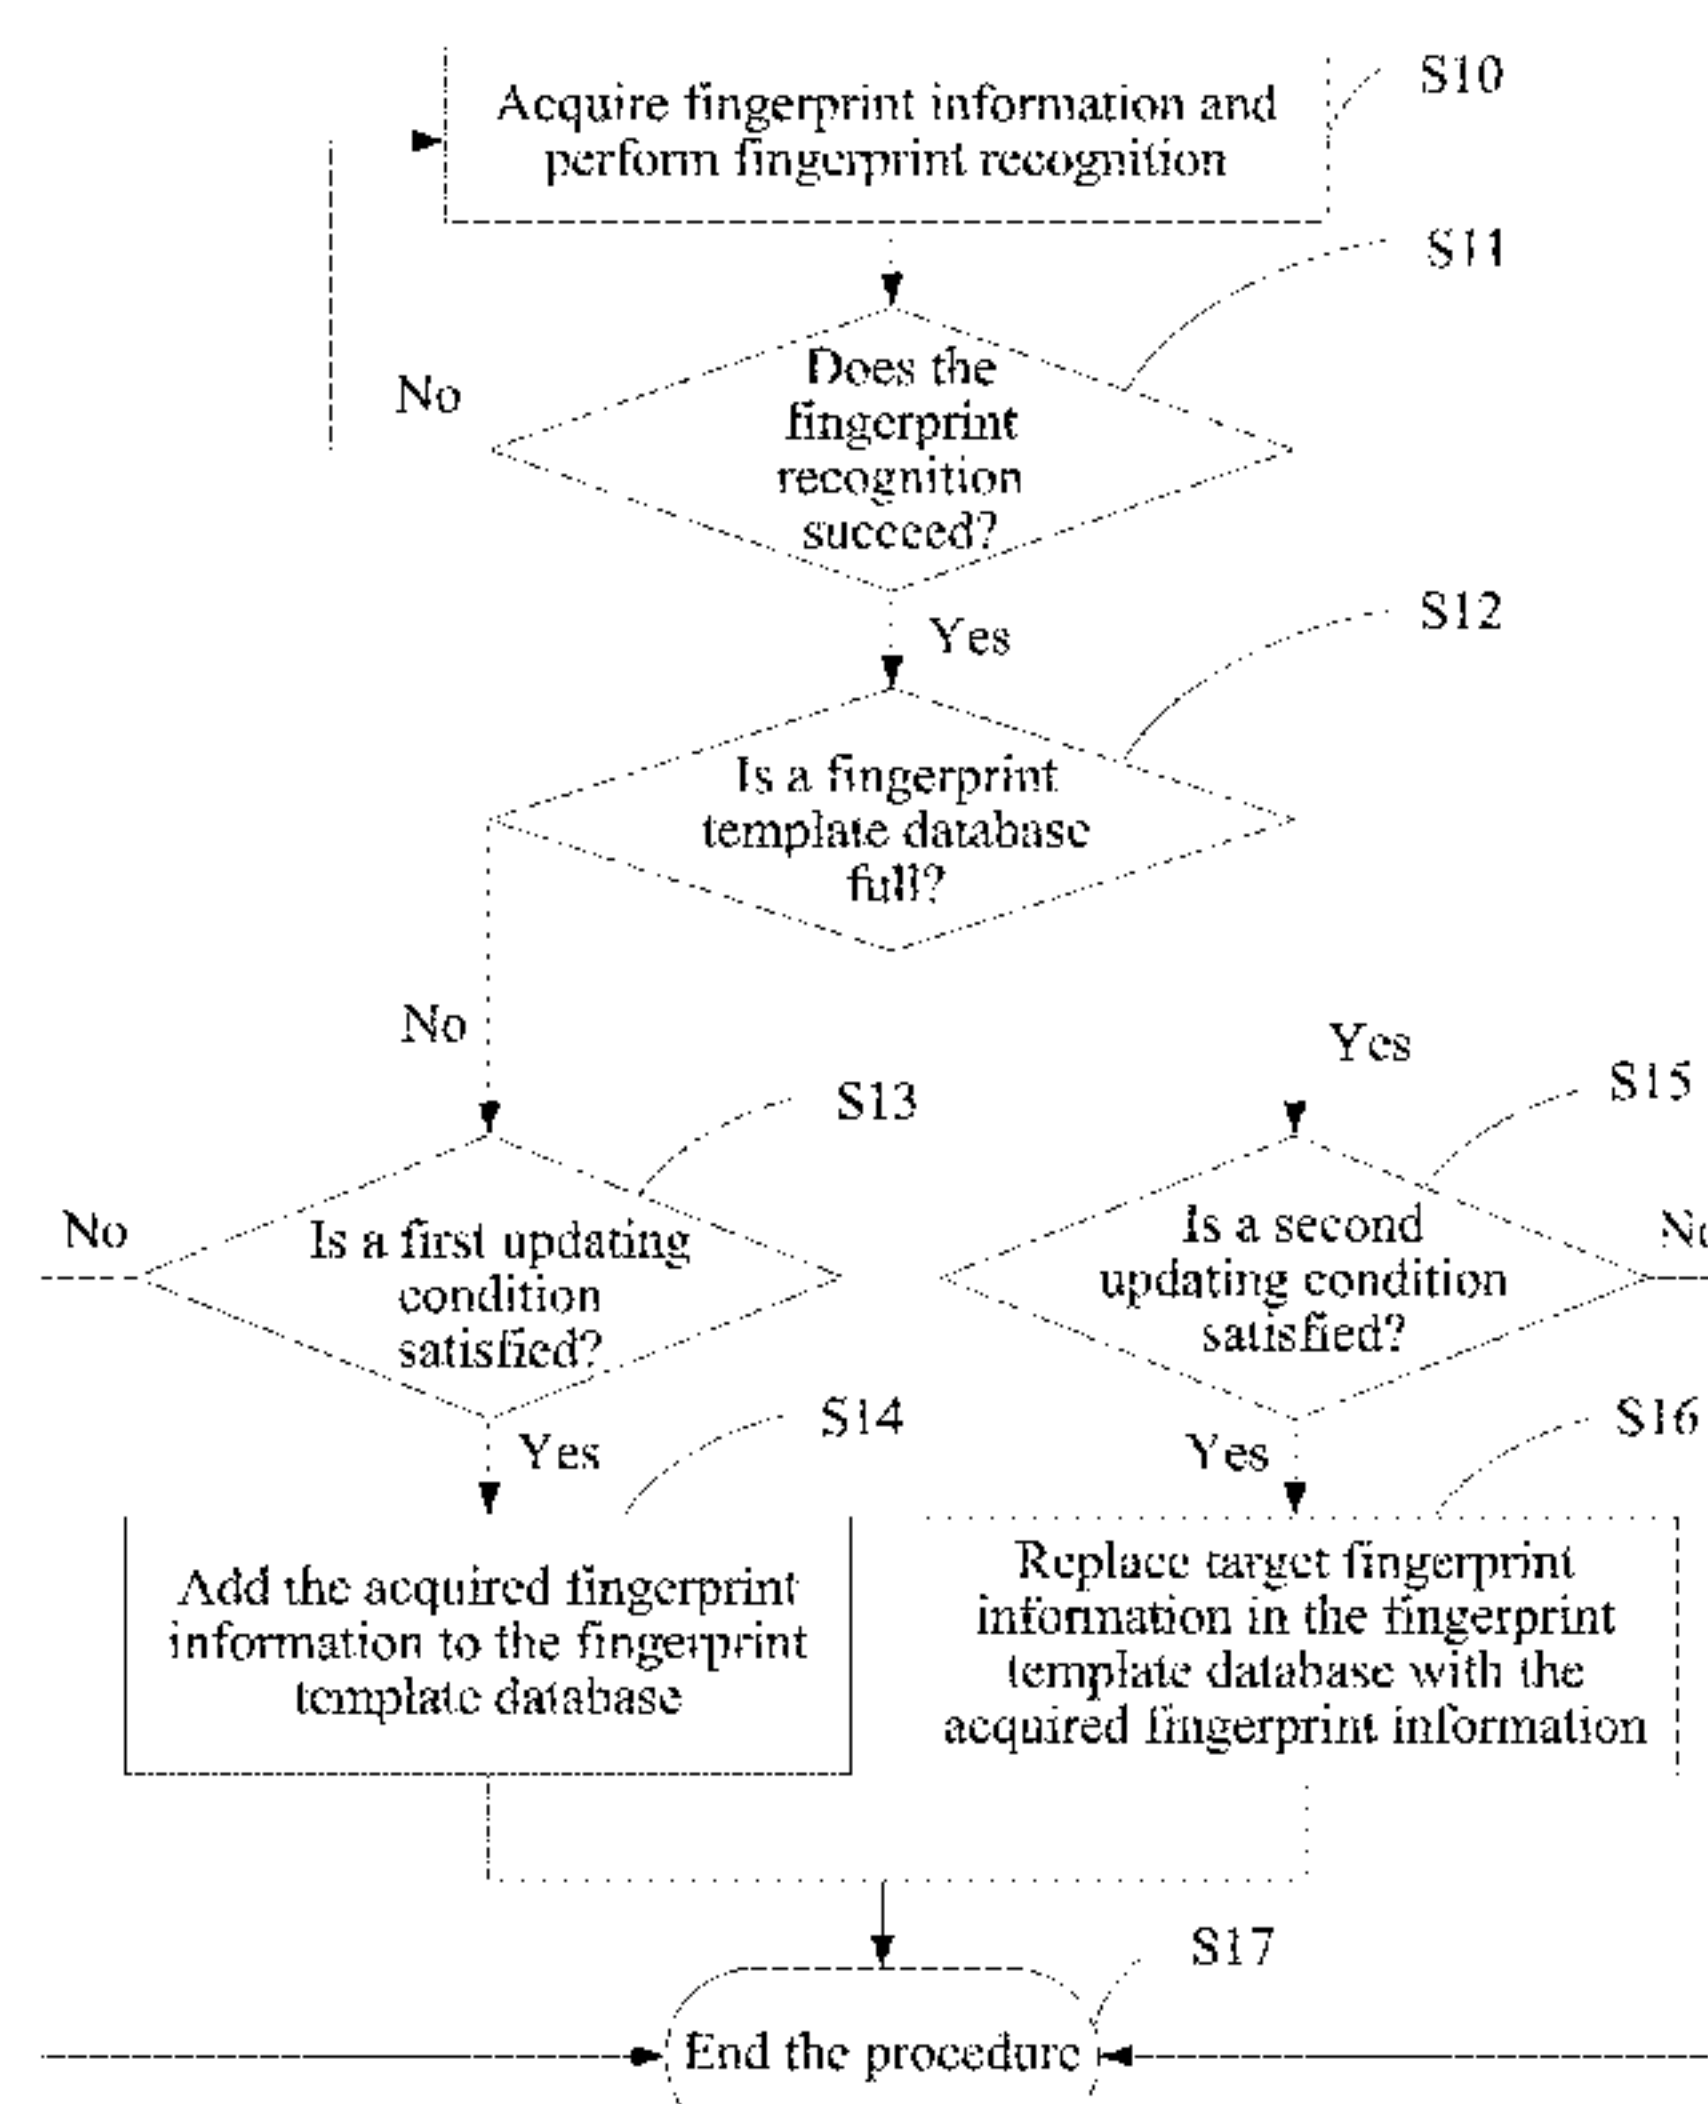 S10
Acquire fingerprint information and
perform fingerprint recognition
S11
Does the
fingerprint
recognition
succeed?
No
Yes
S12
Is a fingerprint
template database
full?
No
Yes
S13
S15
No
Is a first updating
condition
satisfied?
Is a second
updating condition
satisfied?
No
S14
S16
Yes
Yes
Add the acquired fingerprint
information to the fingerprint
template database
Replace target fingerprint
information in the fingerprint
template database with the
acquired fingerprint information
S17
End the procedure